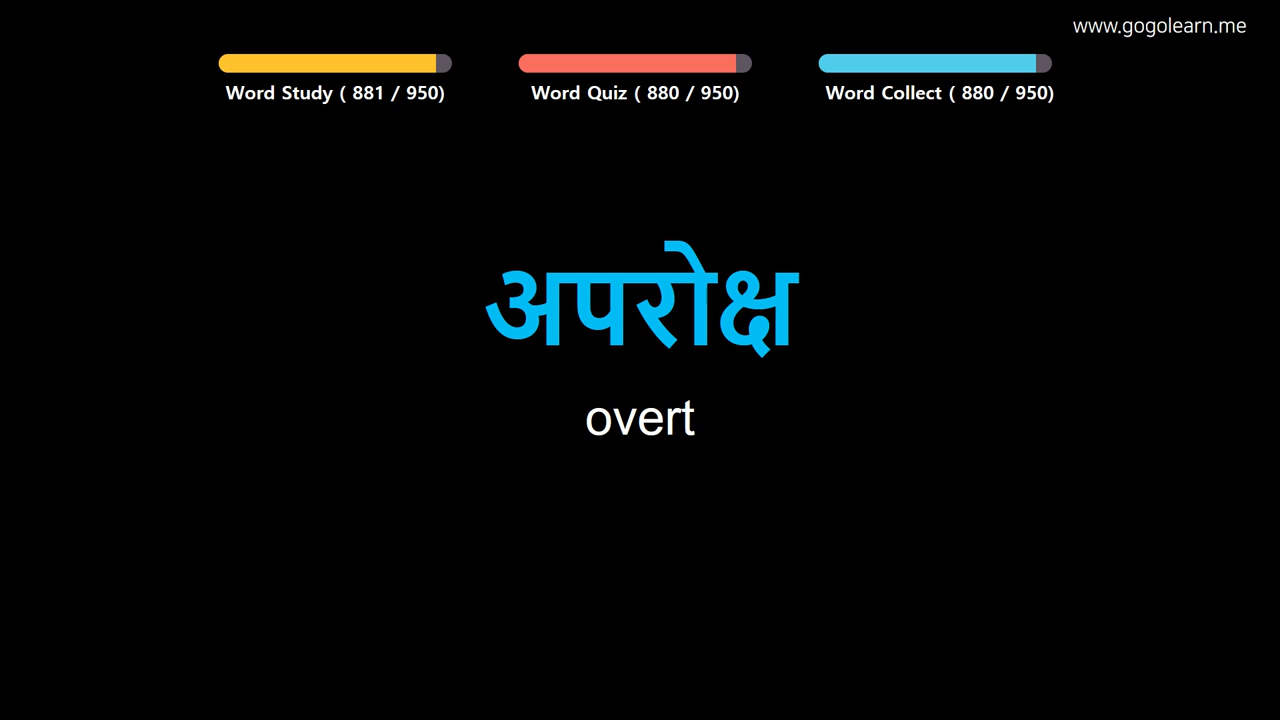 www.gogolearn.me
Word Study ( 881 / 950)
Word Quiz ( 880 / 950)
Word Collect ( 880 / 950)
अपरोक्ष
overt